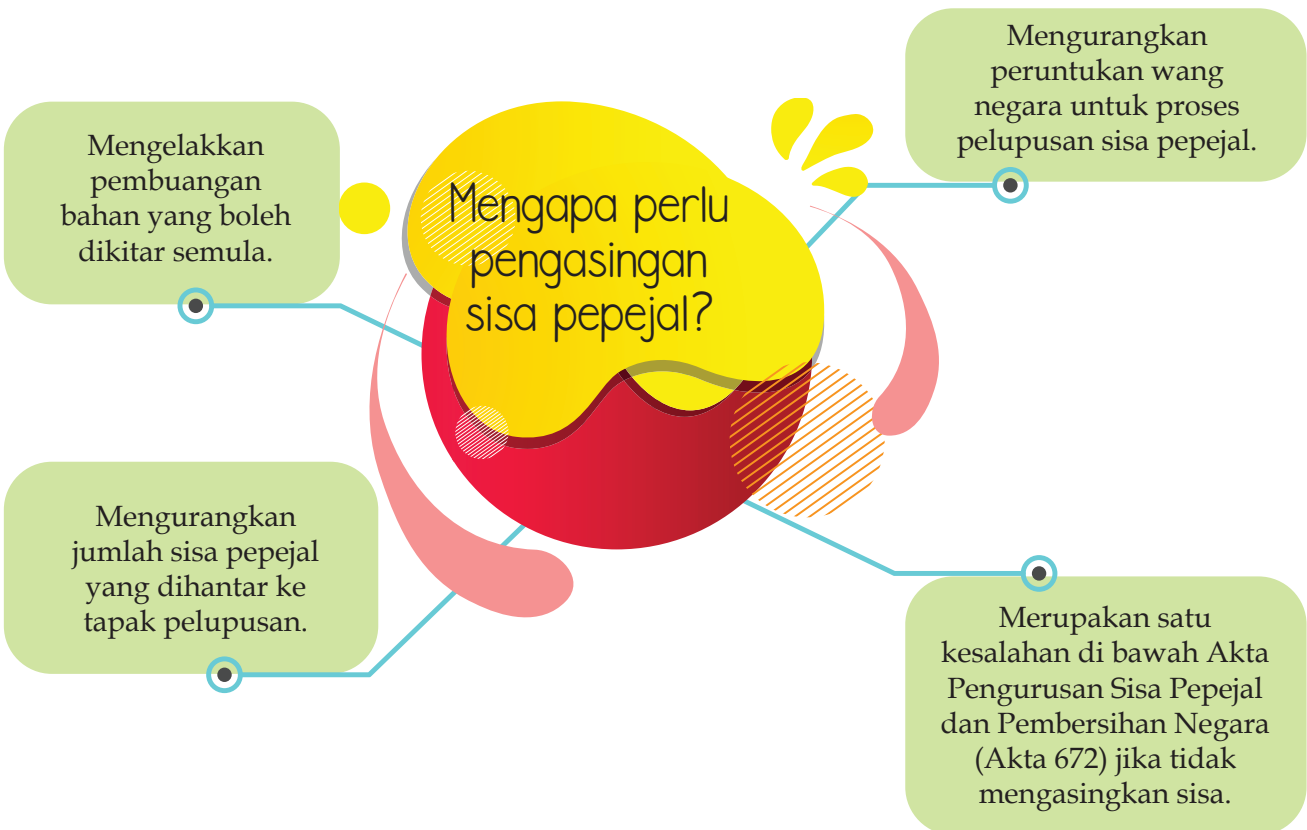 Mengapa perlu
pengasingan
sisa pepejal?
Mengelakkan
pembuangan
bahan yang boleh
dikitar semula.
Mengurangkan
peruntukan wang
negara untuk proses
pelupusan sisa pepejal.
Mengurangkan
jumlah sisa pepejal
yang dihantar ke
tapak pelupusan.
Merupakan satu
kesalahan di bawah Akta
Pengurusan Sisa Pepejal
dan Pembersihan Negara
(Akta 672) jika tidak
mengasingkan sisa.